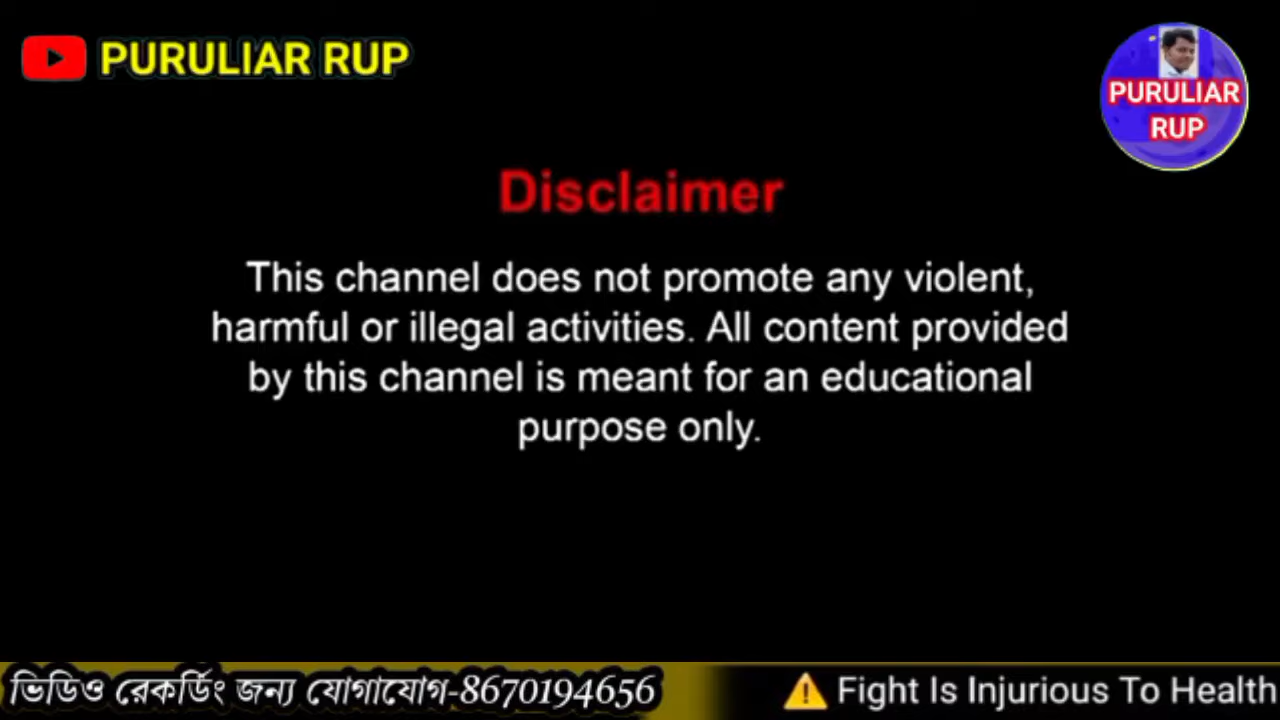 PURULIAR RUP
PURULIAR
RUP
Disclaimer
This channel does not promote any violent,
harmful or illegal activities. All content provided
by this channel is meant for an educational
purpose only.
ভিডিও রেকর্ডিং জন্য যোগাযোগ-8670194656
Fight Is Injurious To Health